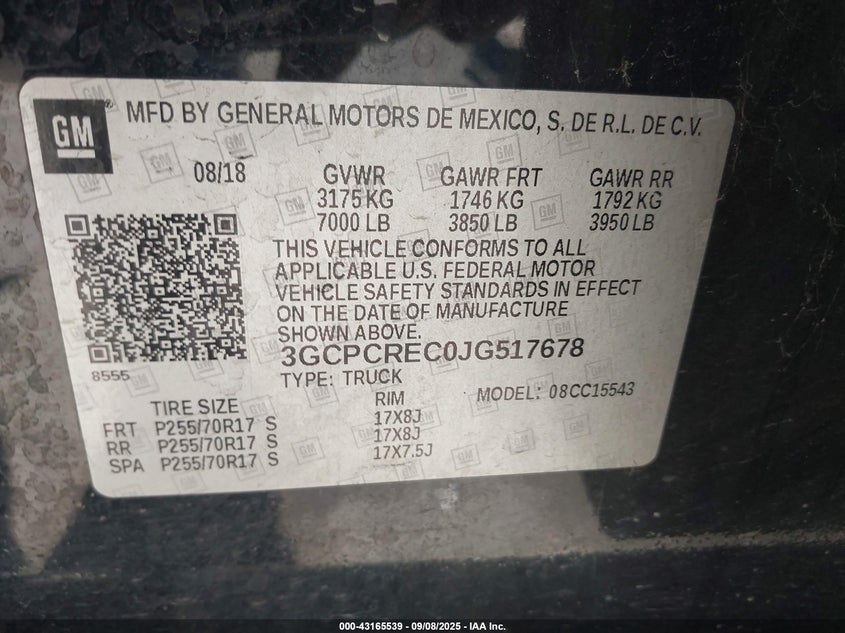 GM
®
MFD BY GENERAL MOTORS DE MEXICO, S. DE R.L. DE C.V.
08/18
GVWR GAWR FRT GAWR RR
3175 KG 1746 KG 1792 KG
7000 LB 3850 LB 3950 LB
THIS VEHICLE CONFORMS TO ALL
APPLICABLE U.S. FEDERAL MOTOR
VEHICLE SAFETY STANDARDS IN EFFECT
ON THE DATE OF MANUFACTURE
SHOWN ABOVE.
3GCPCREC0JG517678
8555
TYPE: TRUCK
MODEL: 08CC15543
TIRE SIZE RIM
FRT P255/70R17 S 17X8J
RR P255/70R17 S 17X8J
SPA P255/70R17 S 17X7.5J
000-43165539 - 09/08/2025 - IAA Inc.